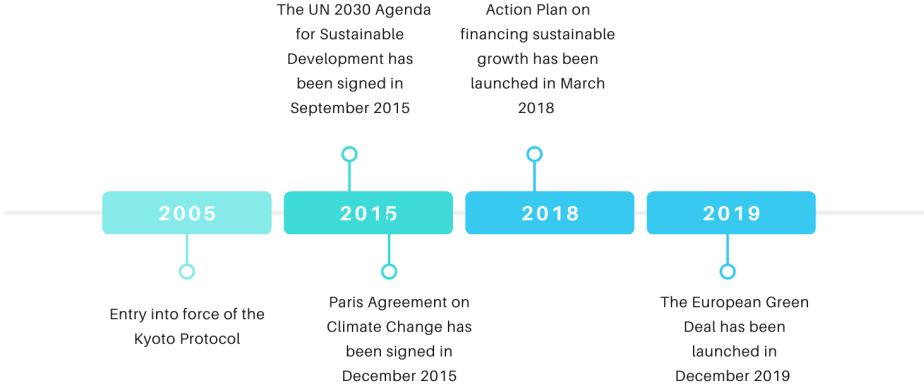 The UN 2030 Agenda
for Sustainable
Development has
been signed in
September 2015
Action Plan on
financing sustainable
growth has been
launched in March
2018
2005
2015
2018
2019
Entry into force of the
Kyoto Protocol
Paris Agreement on
Climate Change has
been signed in
December 2015
The European Green
Deal has been
launched in
December 2019